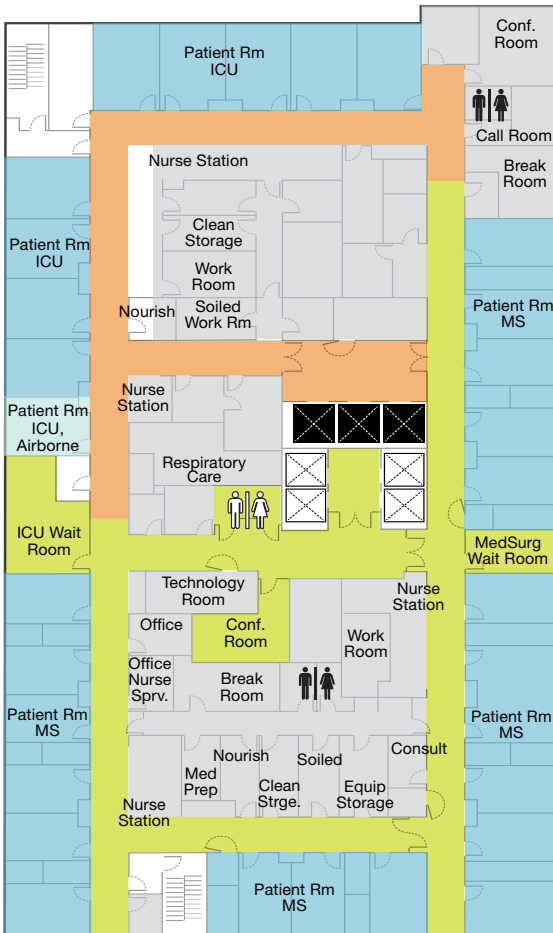 Patient Rm
ICU
Conf.
Room
Call Room
Break
Room
Nurse Station
Clean
Storage
Work
Room
Patient Rm
ICU
Nourish
Soiled
Work Rm
Patient Rm
MS
Nurse
Station
Patient Rm
ICU,
Airborne
Respiratory
Care
ICU Wait
Room
MedSurg
Wait Room
Technology
Room
Nurse
Station
Office
Conf.
Room
Work
Room
Office
Nurse
Sprv.
Break
Room
Patient Rm
MS
Patient Rm
MS
Nourish
Soiled
Consult
Med
Prep
Clean
Strge.
Equip
Storage
Nurse
Station
Patient Rm
MS